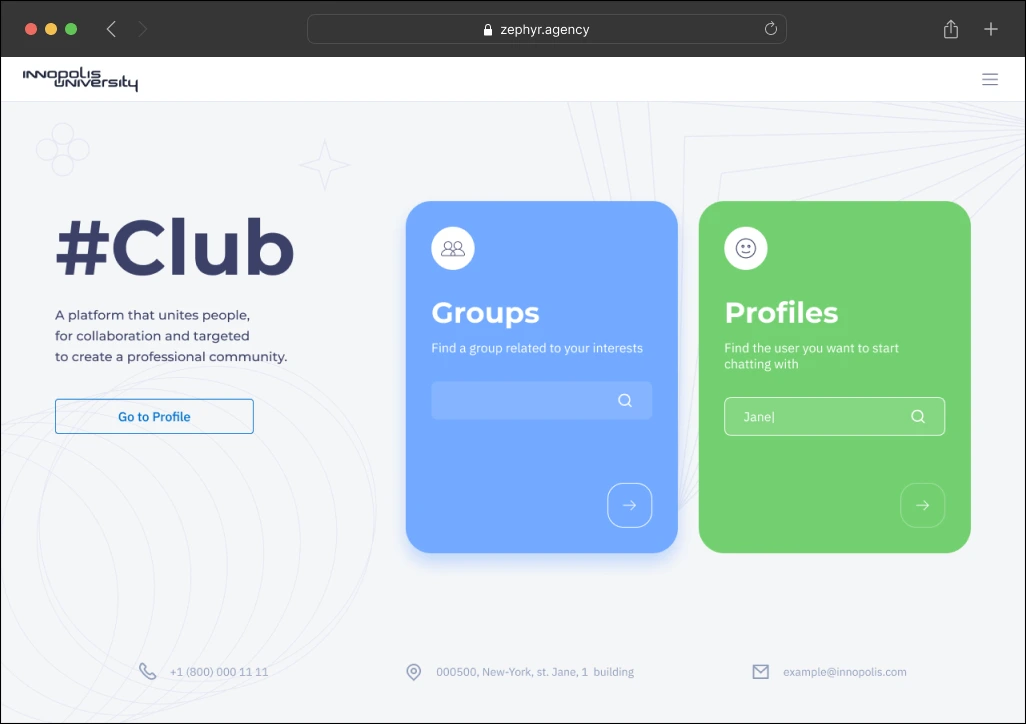 zephyr.agency
INNOPOLIS
UNIVERSITY
#Club
A platform that unites people,
for collaboration and targeted
to create a professional community.
Go to Profile
Groups
Find a group related to your interests
Profiles
Find the user you want to start
chatting with
Jane|
+1 (800) 000 11 11
000500, New-York, st. Jane, 1 building
example@innopolis.com